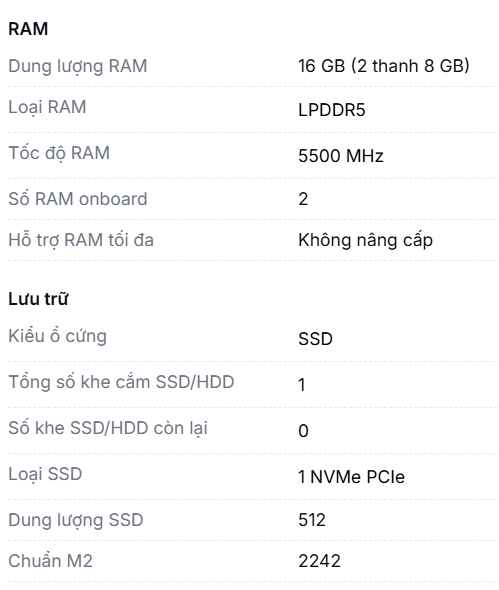 RAM
Dung lượng RAM 16 GB (2 thanh 8 GB)
Loại RAM LPDDR5
Tốc độ RAM 5500 MHz
Số RAM onboard 2
Hỗ trợ RAM tối đa Không nâng cấp
Lưu trữ
Kiểu ổ cứng SSD
Tổng số khe cắm SSD/HDD 1
Số khe SSD/HDD còn lại 0
Loại SSD 1 NVMe PCIe
Dung lượng SSD 512
Chuẩn M2 2242